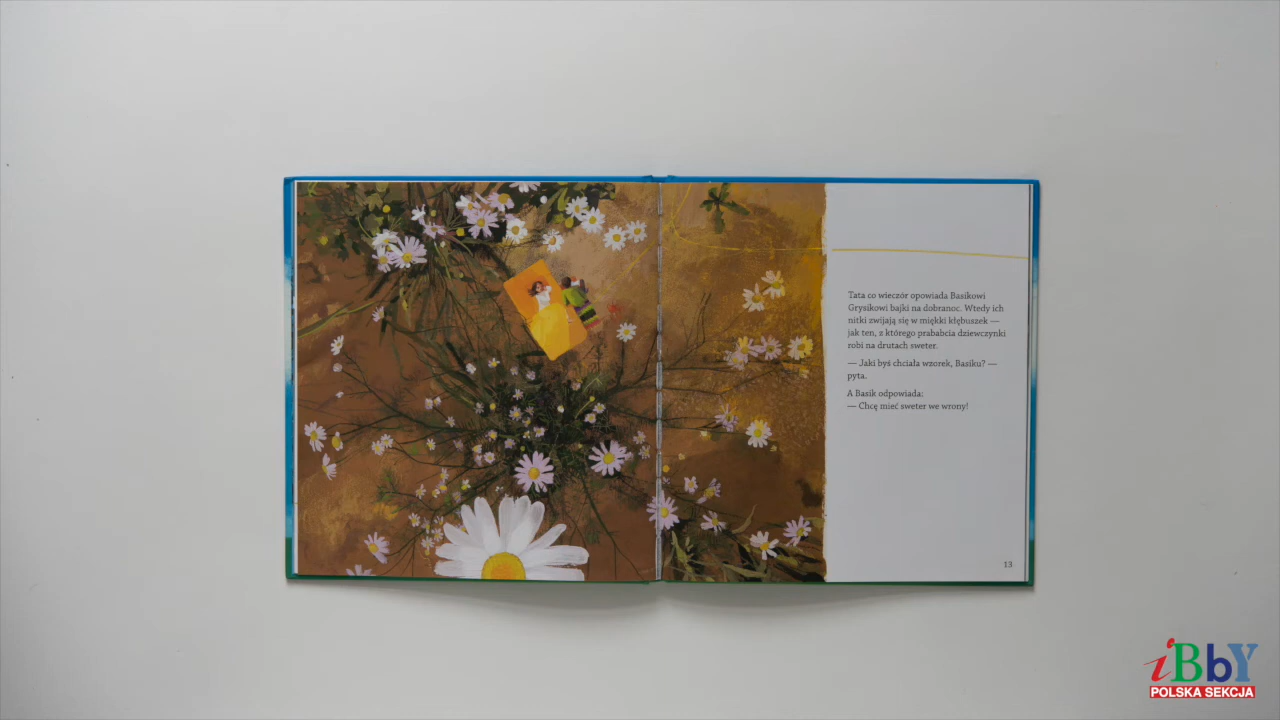 Tata co wieczór opowiada Basikowi
Grysikowi bajki na dobranoc. Wtedy ich
nitki zwijają się w miękki kłębuszek —
jak ten, z którego prababcia dziewczynki
robi na drutach sweter.
— Jaki byś chciała wzorek, Basiku? —
pyta.
A Basik odpowiada:
— Chcę mieć sweter we wrony!
13
iBbY
POLSKA SEKCJA